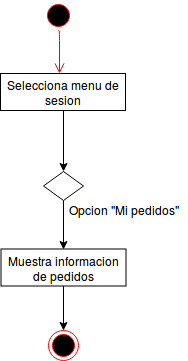 Selecciona menu de
sesion
Opcion "Mi pedidos"
Muestra informacion
de pedidos